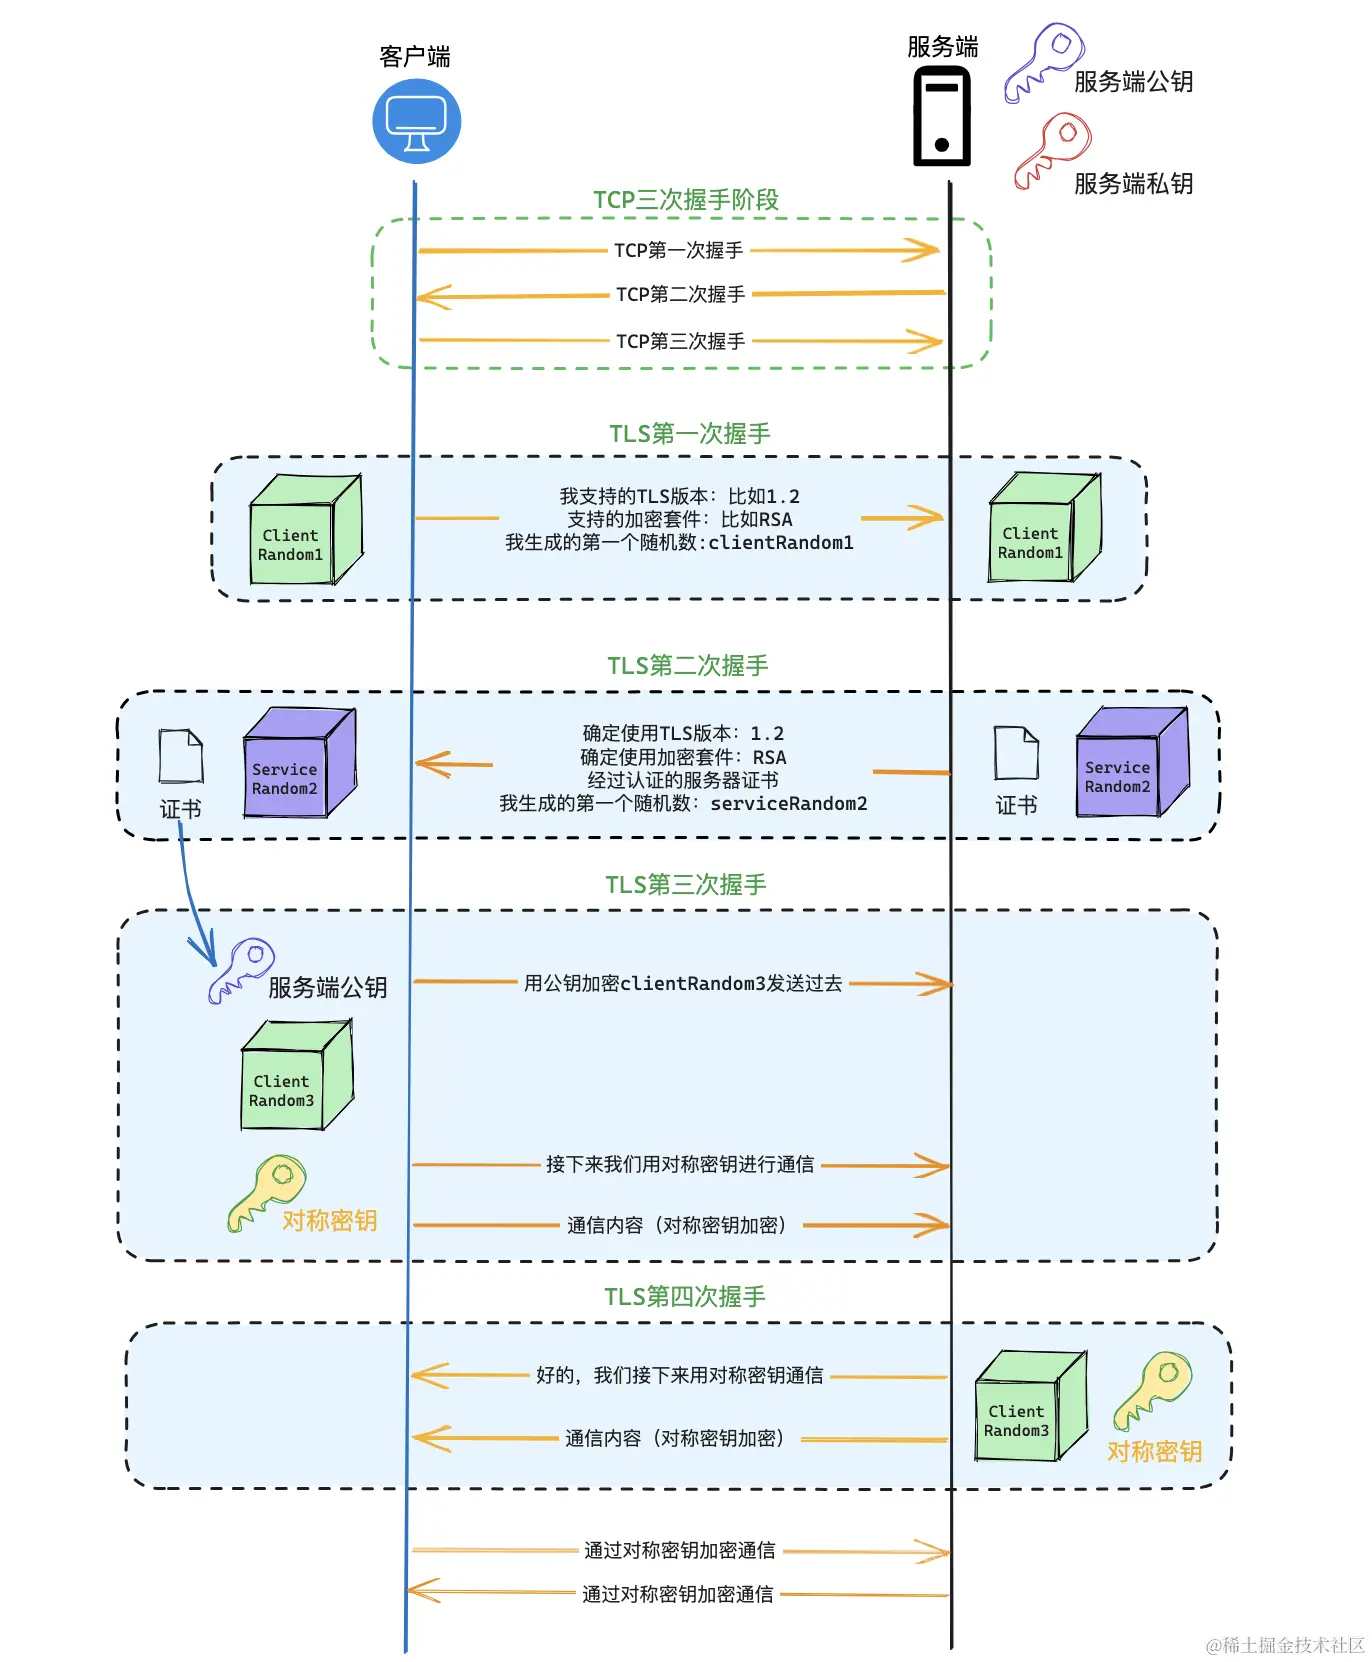 客户端
服务端
服务端公钥
服务端私钥
TCP三次握手阶段
TCP第一次握手
TCP第二次握手
TCP第三次握手
TLS第一次握手
Client
Random1
我支持的TLS版本：比如1.2
支持的加密套件：比如RSA
我生成的第一个随机数:clientRandom1
Client
Random1
TLS第二次握手
证书
Service
Random2
确定使用TLS版本：1.2
确定使用加密套件：RSA
经过认证的服务器证书
我生成的第一个随机数：serviceRandom2
证书
Service
Random2
TLS第三次握手
服务端公钥
用公钥加密clientRandom3发送过去
Client
Random3
接下来我们用对称密钥进行通信
对称密钥
通信内容（对称密钥加密）
TLS第四次握手
好的，我们接下来用对称密钥通信
Client
Random3
通信内容（对称密钥加密）
对称密钥
通过对称密钥加密通信
通过对称密钥加密通信
@稀土掘金技术社区